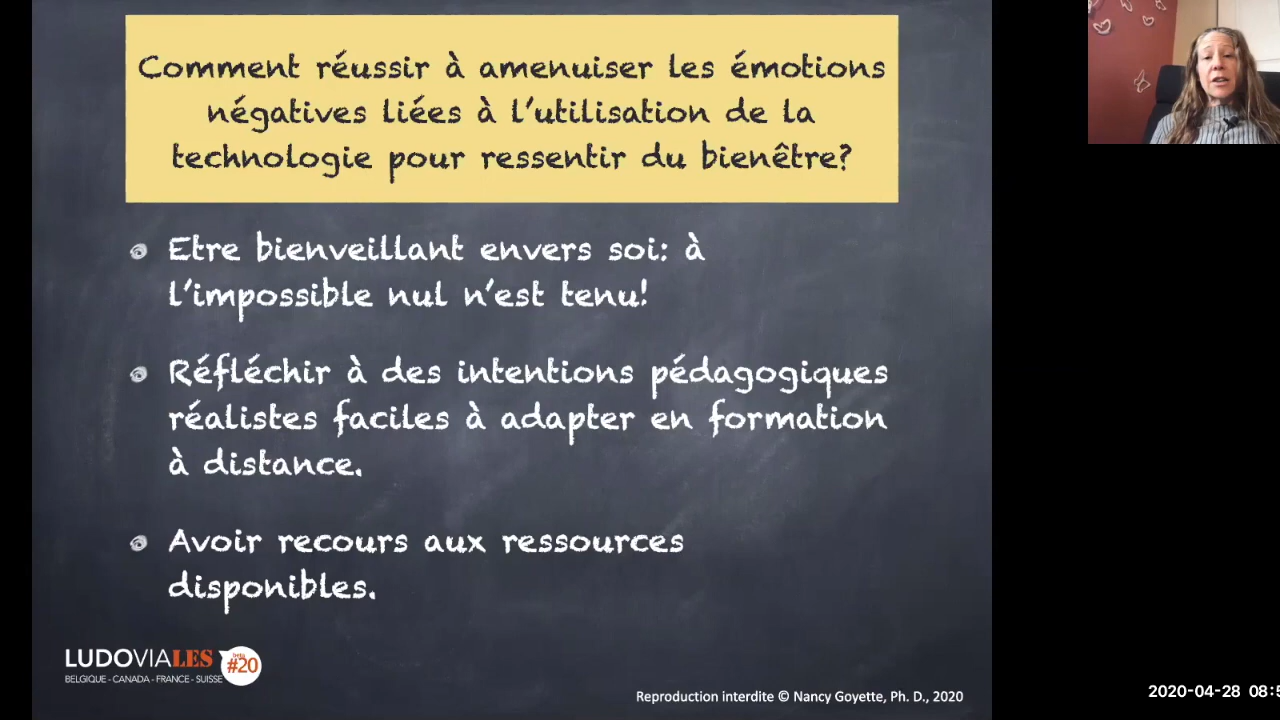 Comment réussir à amenuiser les émotions
négatives liées à l'utilisation de la
technologie pour ressentir du bienêtre?
Etre bienveillant envers soi: à
l'impossible nul n'est tenu!
Réfléchir à des intentions pédagogiques
réalistes faciles à adapter en formation
à distance.
Avoir recours aux ressources
disponibles.
LUDOVIALES
beta
#20
BELGIQUE - CANADA - FRANCE - SUISSE
Reproduction interdite © Nancy Goyette, Ph. D., 2020
2020-04-28